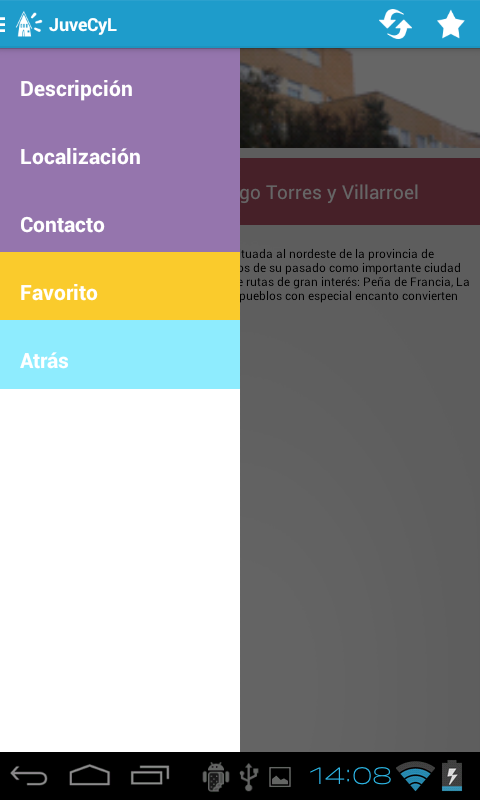 JuveCyL
Descripción
Localización
Contacto
Favorito
Atrás
go Torres y Villarroel
tuada al nordeste de la provincia de
os de su pasado como importante ciudad
e rutas de gran interés: Peña de Francia, La
pueblos con especial encanto convierten
14:08